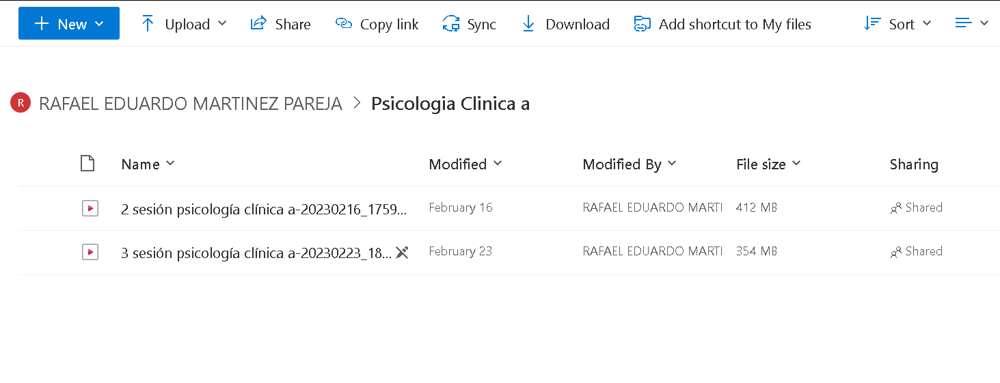 New Upload Share Copy link Sync Download Add shortcut to My files Sort
R RAFAEL EDUARDO MARTINEZ PAREJA > Psicologia Clinica a
Name Modified Modified By File size Sharing
2 sesión psicología clínica a-20230216_1759... February 16 RAFAEL EDUARDO MARTI 412 MB Shared
3 sesión psicología clínica a-20230223_18... February 23 RAFAEL EDUARDO MARTI 354 MB Shared